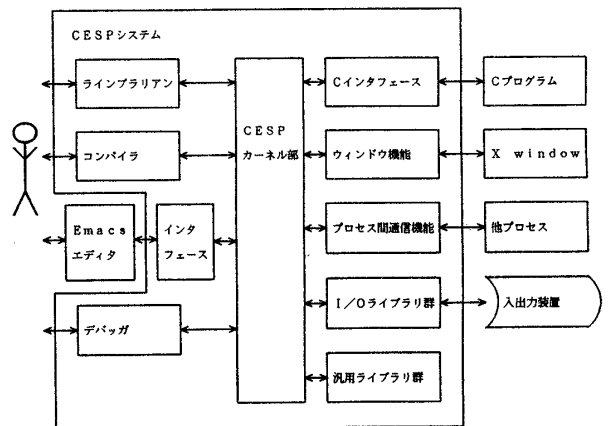 CESPシステム
ラインブラリアン
Cインタフェース
Cプログラム
コンパイラ
CESP
カーネル部
ウィンドウ機能
X window
Emacs
エディタ
インタ
フェース
プロセス間通信機能
他プロセス
デバッガ
I/Oライブラリ群
入出力装置
汎用ライブラリ群